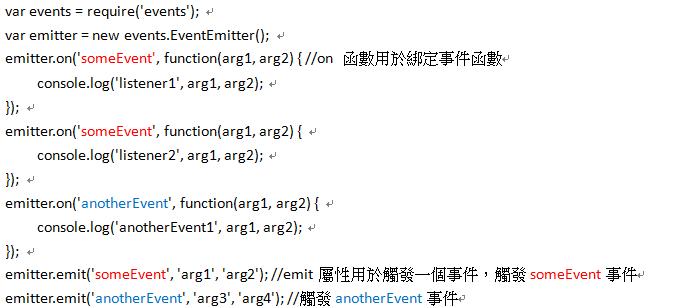 var events = require('events');
var emitter = new events.EventEmitter();
emitter.on('someEvent', function(arg1, arg2) { //on 函數用於綁定事件函數
console.log('listener1', arg1, arg2);
});
emitter.on('someEvent', function(arg1, arg2) {
console.log('listener2', arg1, arg2);
});
emitter.on('anotherEvent', function(arg1, arg2) {
console.log('anotherEvent1', arg1, arg2);
});
emitter.emit('someEvent', 'arg1', 'arg2'); //emit 屬性用於觸發一個事件，觸發 someEvent 事件
emitter.emit('anotherEvent', 'arg3', 'arg4'); //觸發 anotherEvent 事件